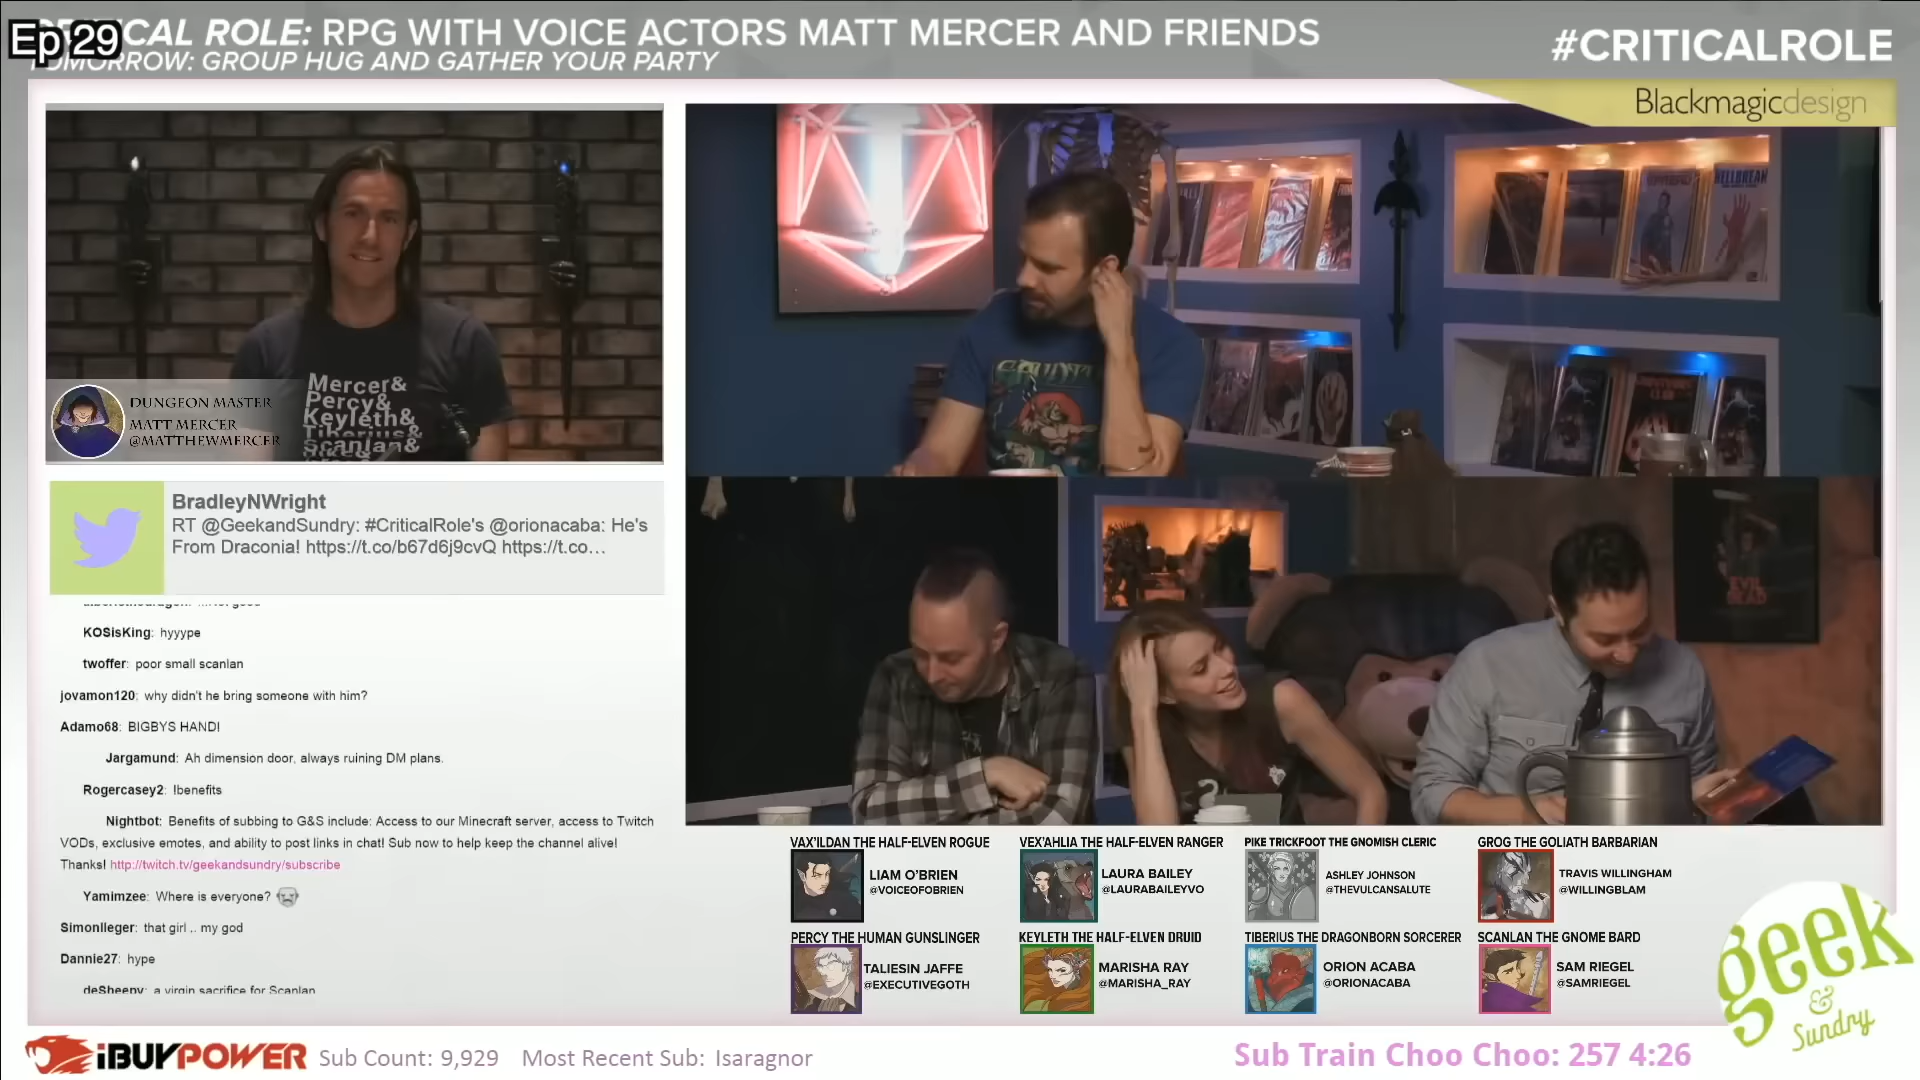 Ep 29
CAL ROLE: RPG WITH VOICE ACTORS MATT MERCER AND FRIENDS
TOMORROW: GROUP HUG AND GATHER YOUR PARTY
#CRITICALROLE
Blackmagicdesign
HELLBREAK
Mercer&
Percy&
Keyleth&
Tiberius&
Scanlan&
DUNGEON MASTER
MATT MERCER
@MATTHEWMERCER
EVIL
DEAD
BradleyNWright
RT @GeekandSundry: #CriticalRole's @orionacaba: He's
From Draconia! https://t.co/b67d6j9cvQ https://t.co…
KOSisKing: hyyype
twoffer: poor small scanlan
jovamon120: why didn't he bring someone with him?
Adamo68: BIGBYS HAND!
Jargamund: Ah dimension door, always ruining DM plans.
Rogercasey2: !benefits
Nightbot: Benefits of subbing to G&S include: Access to our Minecraft server, access to Twitch
VODs, exclusive emotes, and ability to post links in chat! Sub now to help keep the channel alive!
Thanks! http://twitch.tv/geekandsundry/subscribe
Yamimzee: Where is everyone?
Simonlleger: that girl .. my god
Dannie27: hype
deSheepy: a virgin sacrifice for Scanlan
VAX'ILDAN THE HALF-ELVEN ROGUE
LIAM O'BRIEN
@VOICEOFOBRIEN
VEX'AHLIA THE HALF-ELVEN RANGER
LAURA BAILEY
@LAURABAILEYVO
PIKE TRICKFOOT THE GNOMISH CLERIC
ASHLEY JOHNSON
@THEVULCANSALUTE
GROG THE GOLIATH BARBARIAN
TRAVIS WILLINGHAM
@WILLINGBLAM
PERCY THE HUMAN GUNSLINGER
TALIESIN JAFFE
@EXECUTIVEGOTH
KEYLETH THE HALF-ELVEN DRUID
MARISHA RAY
@MARISHA_RAY
TIBERIUS THE DRAGONBORN SORCERER
ORION ACABA
@ORIONACABA
SCANLAN THE GNOME BARD
SAM RIEGEL
@SAMRIEGEL
geek
&
Sundry
iBUYPOWER
Sub Count: 9,929 Most Recent Sub: Isaragnor
Sub Train Choo Choo: 257 4:26